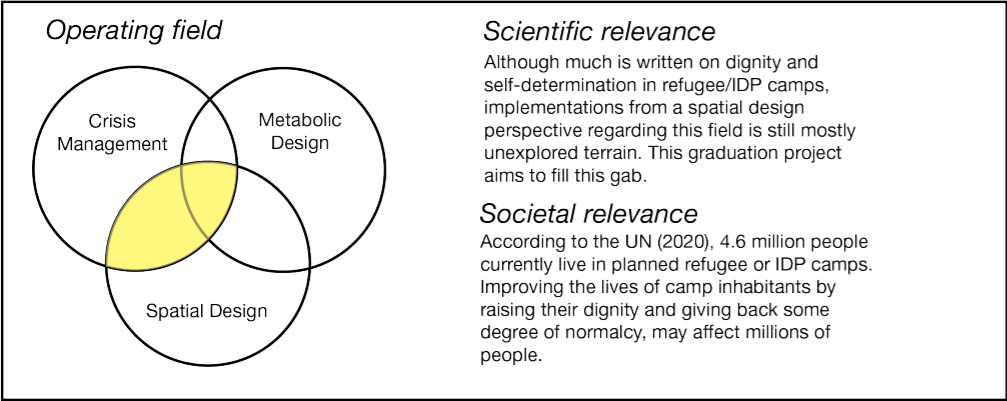 Operating field
Crisis
Management
Metabolic
Design
Spatial Design
Scientific relevance
Although much is written on dignity and
self-determination in refugee/IDP camps,
implementations from a spatial design
perspective regarding this field is still mostly
unexplored terrain. This graduation project
aims to fill this gab.
Societal relevance
According to the UN (2020), 4.6 million people
currently live in planned refugee or IDP camps.
Improving the lives of camp inhabitants by
raising their dignity and giving back some
degree of normalcy, may affect millions of
people.